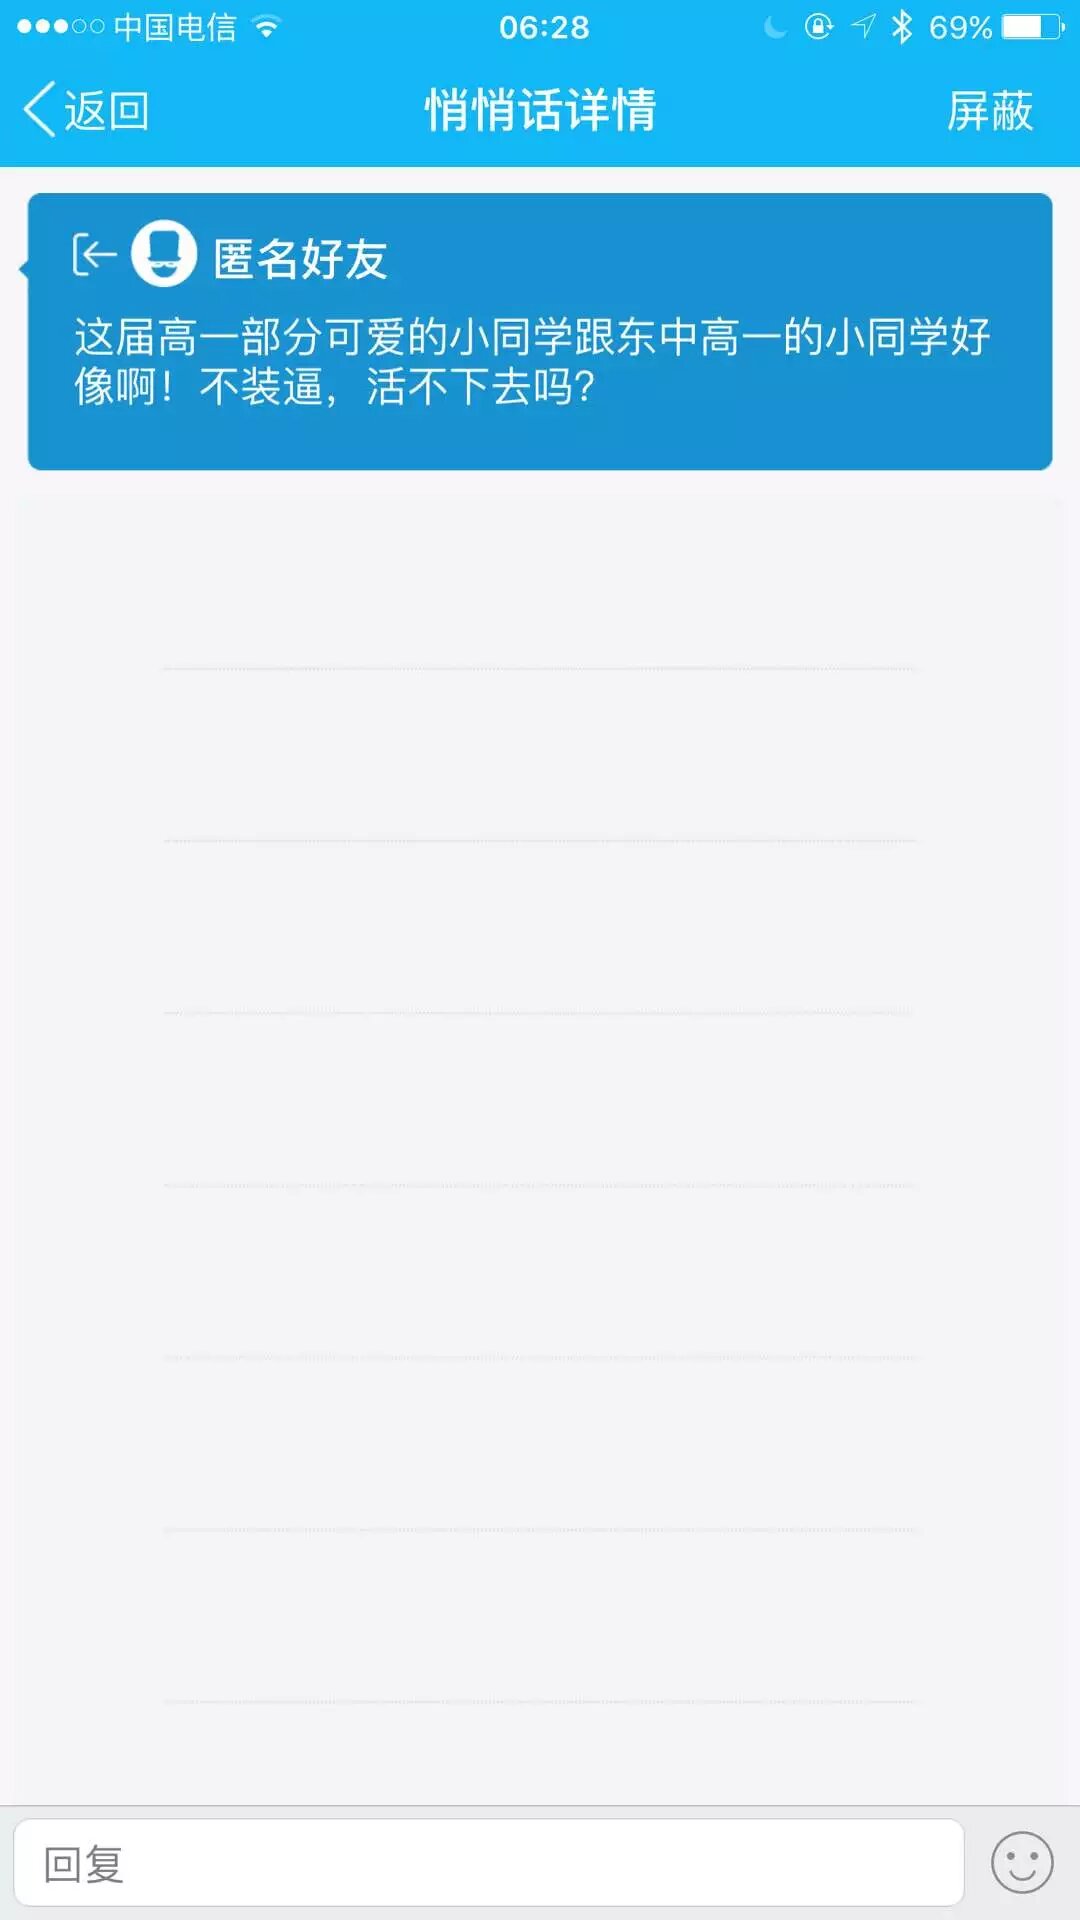 中国电信
06:28
69%
返回
悄悄话详情
屏蔽
匿名好友
这届高一部分可爱的小同学跟东中高一的小同学好
像啊！不装逼，活不下去吗？
回复